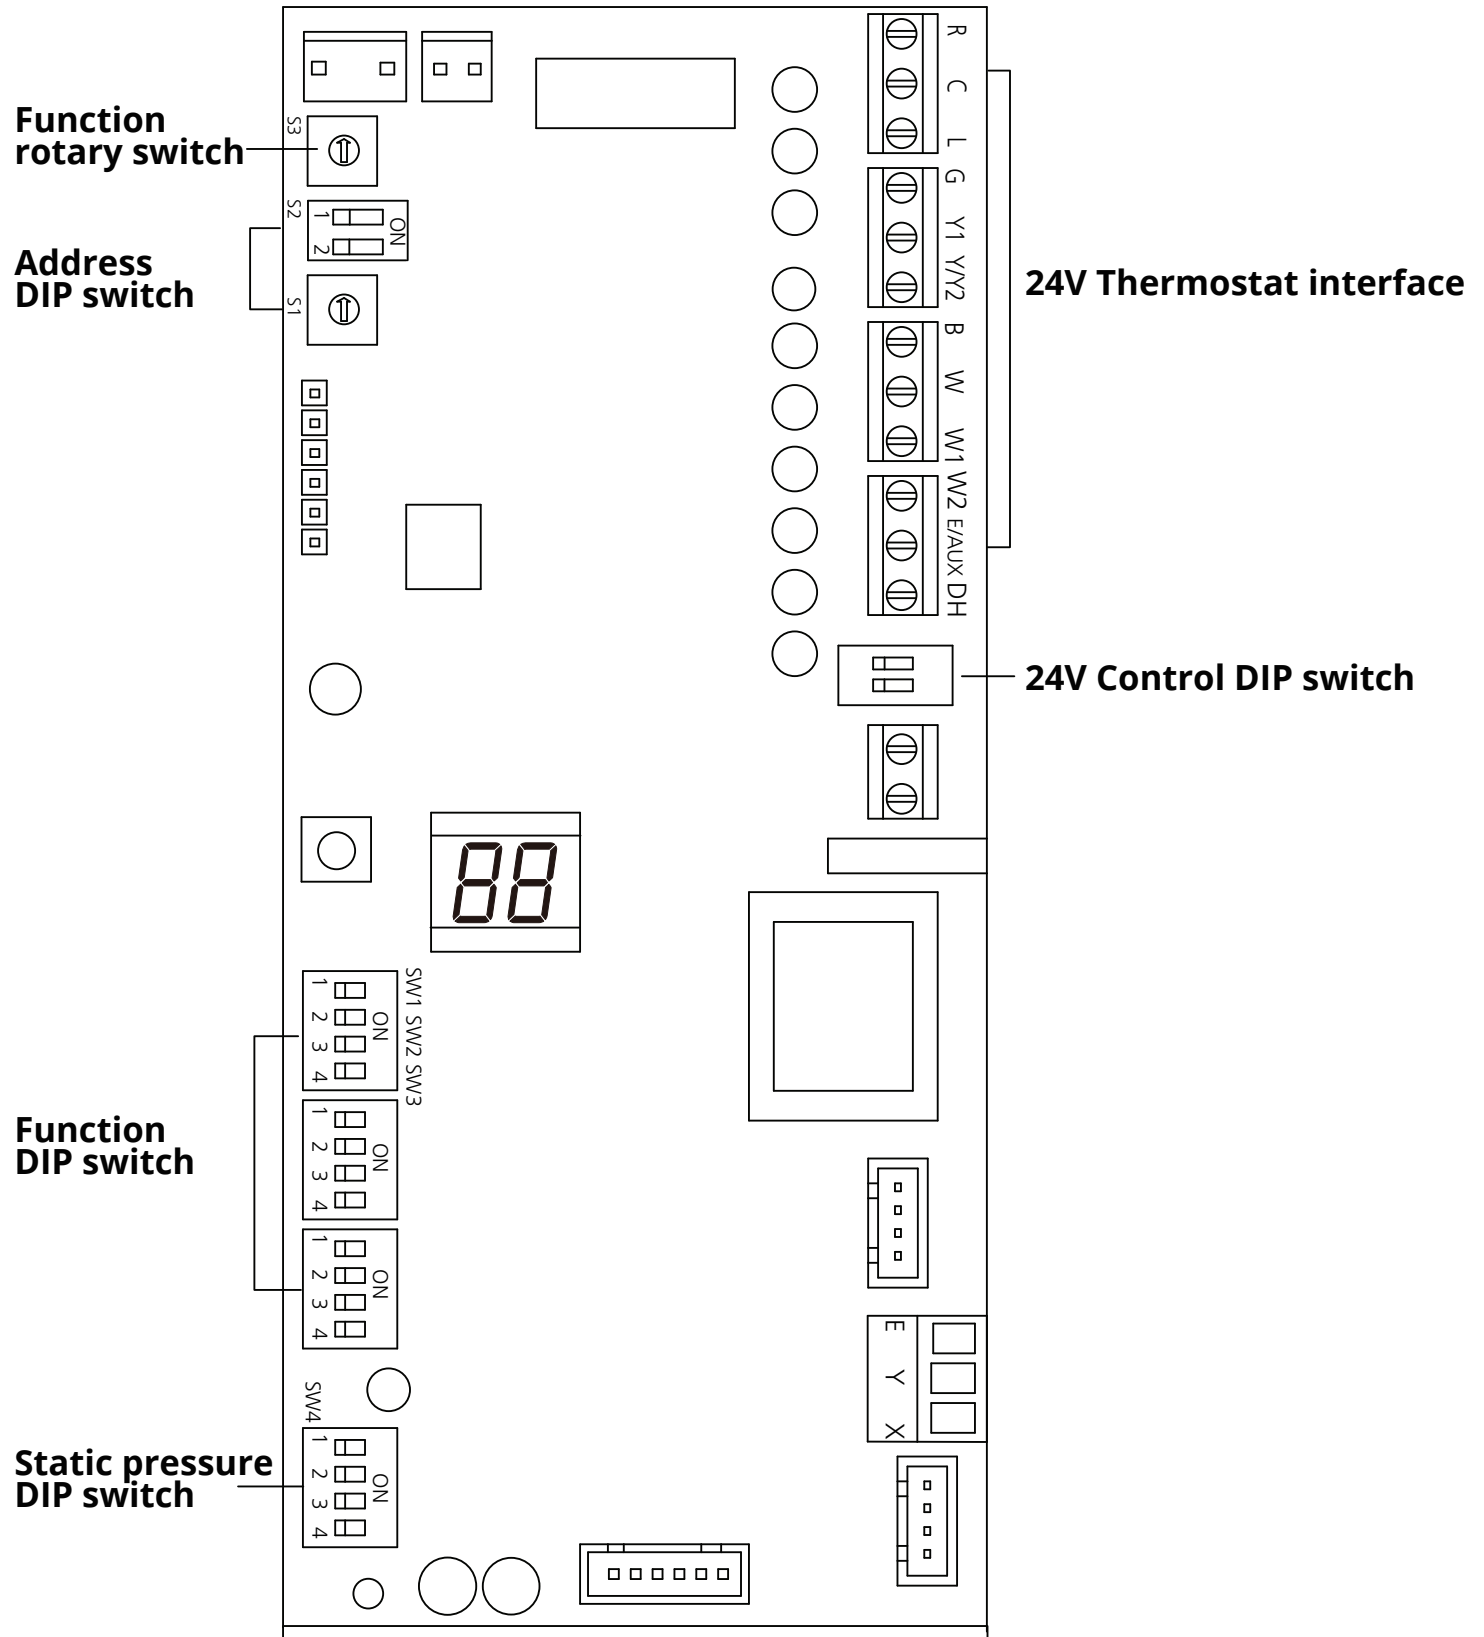 Function
rotary switch
S3
S2
1
2
ON
Address
DIP switch
S1
R
C
L
G
Y1
Y/Y2
B
W
W1
W2
E/AUX
DH
24V Thermostat interface
24V Control DIP switch
88
SW1 SW2 SW3
1
2
3
4
ON
Function
DIP switch
1
2
3
4
ON
1
2
3
4
ON
E
Y
X
SW4
Static pressure
DIP switch
1
2
3
4
ON